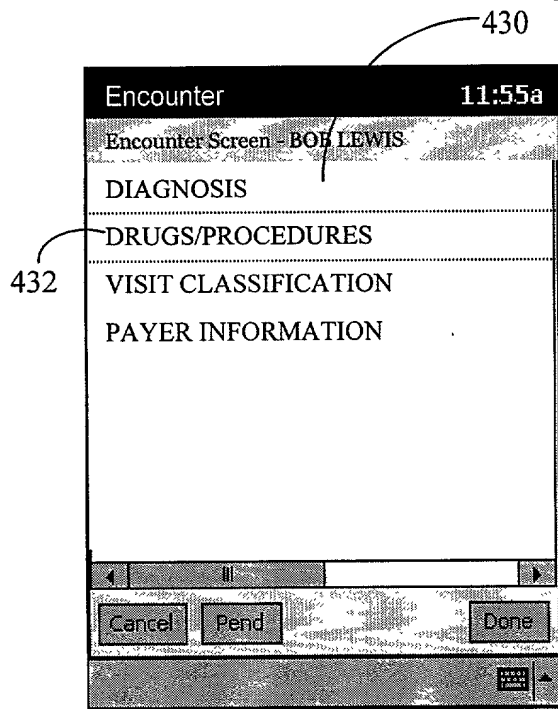 430
Encounter 11:55a
Encounter Screen - BOB LEWIS
DIAGNOSIS
DRUGS/PROCEDURES
432
VISIT CLASSIFICATION
PAYER INFORMATION
Cancel Pend Done